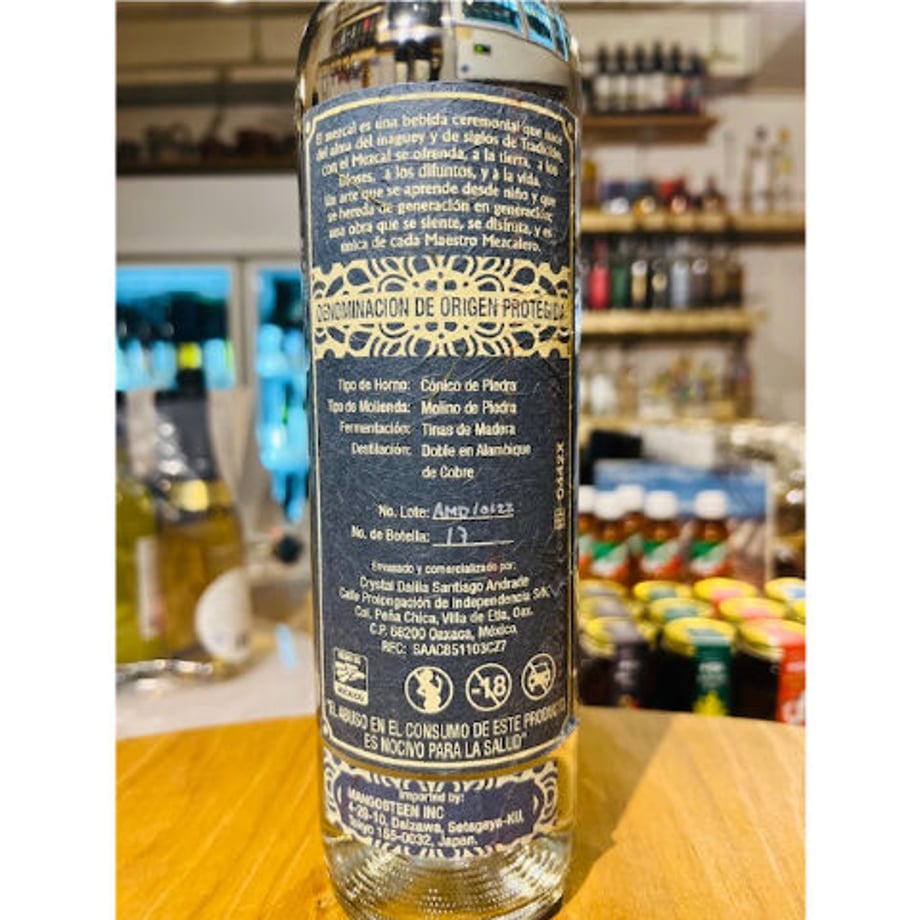 El mezcal es una bebida ceremonial que nace
del alma del maguey y de siglos de Tradición,
con el Mezcal se ofrenda, a la tierra, a los
Dioses, a los difuntos, y a la vida.
Un arte que se aprende desde niño y que
se hereda de generación en generación;
una obra que se siente, se disfruta, y es
única de cada Maestro Mezcalero.
DENOMINACION DE ORIGEN PROTEGIDA
Tipo de Horno: Cónico de Piedra
Tipo de Molienda: Molino de Piedra
Fermentación: Tinas de Madera
Destilación: Doble en Alambique
de Cobre
No. Lote:
No. de Botella: 17
Envasado y comercializado por:
Crystal Dalila Santiago Andrade
Calle Prolongación de Independencia S/N,
Col. Peña Chica, Villa de Etla, Oax.
C.P. 68200 Oaxaca, México.
RFC: SAAC851103CZ7
HECHO EN
MEXICO
-18
"EL ABUSO EN EL CONSUMO DE ESTE PRODUCTO
ES NOCIVO PARA LA SALUD"
Imported by:
MANGOSTEEN INC
4-20-10, Daizawa, Setagaya-KU,
Tokyo 155-0032, Japan.